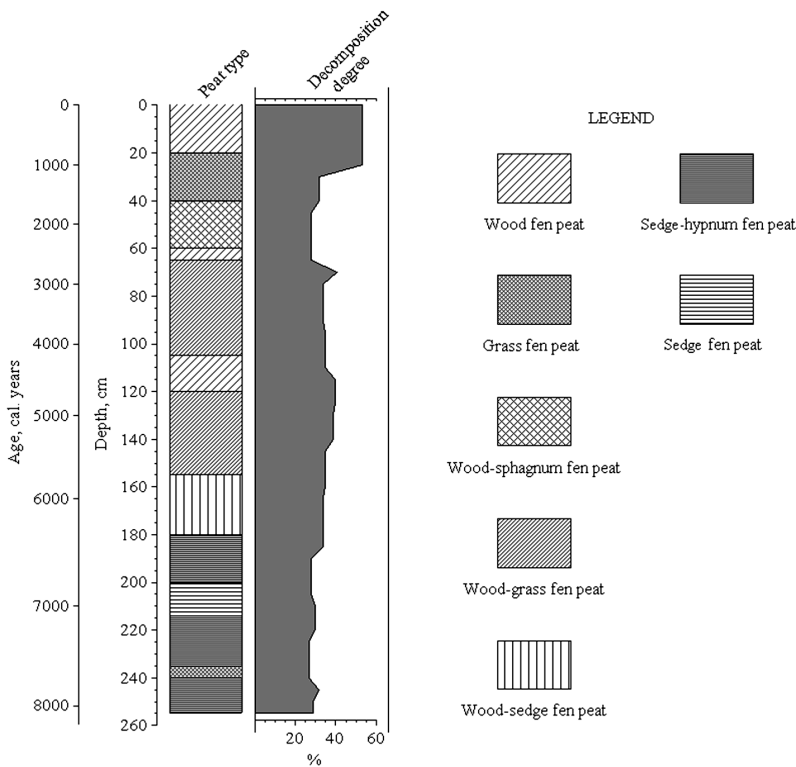 Peat type
Decomposition
degree
Age, cal. years
0
1000
2000
3000
4000
5000
6000
7000
8000
Depth, cm
0
20
40
60
80
100
120
140
160
180
200
220
240
260
20 40 60
%
LEGEND
Wood fen peat
Sedge-hypnum fen peat
Grass fen peat
Sedge fen peat
Wood-sphagnum fen peat
Wood-grass fen peat
Wood-sedge fen peat